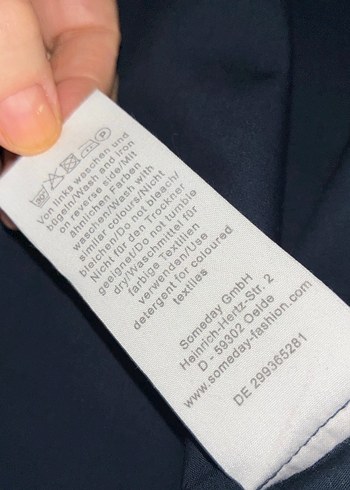 Von links waschen und
bügeln/Wash and iron
on reverse side/Mit
ähnlichen Farben
waschen/Wash with
similar colours/Nicht
bleichen/Do not bleach/
Nicht für den Trockner
geeignet/Do not tumble
dry/Waschmittel für
farbige Textilien
verwenden/Use
detergent for coloured
textiles
Someday GmbH
Heinrich-Hertz-Str. 2
D - 59302 Oelde
www.someday-fashion.com
DE 299365281